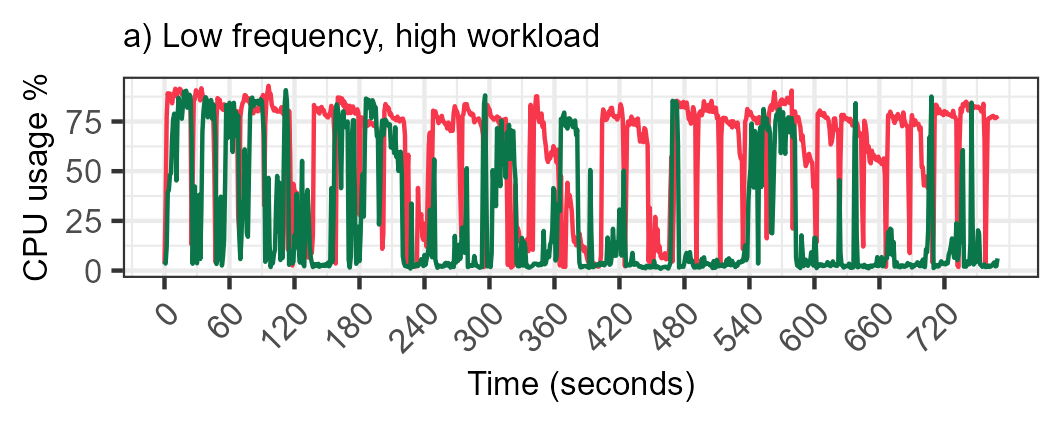 a) Low frequency, high workload
CPU usage %
75
50
25
0
0 60 120 180 240 300 360 420 480 540 600 660 720
Time (seconds)